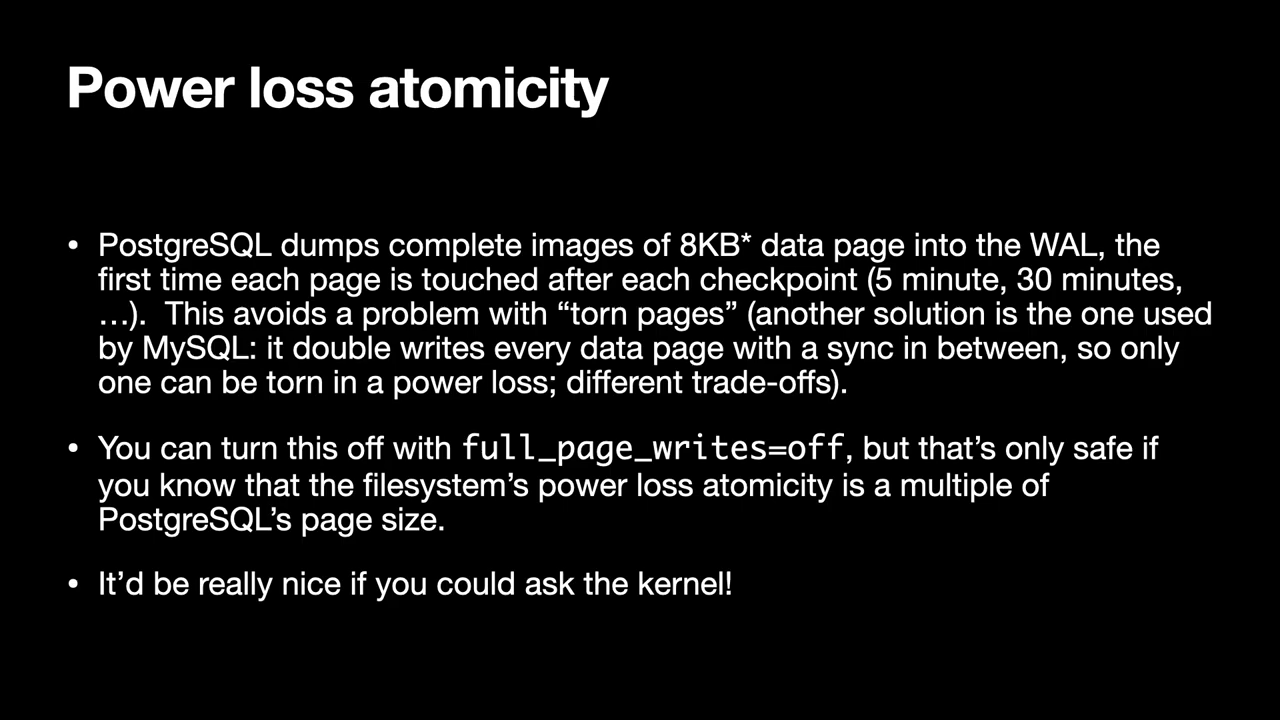 Power loss atomicity
• PostgreSQL dumps complete images of 8KB* data page into the WAL, the
first time each page is touched after each checkpoint (5 minute, 30 minutes,
…).  This avoids a problem with “torn pages” (another solution is the one used
by MySQL: it double writes every data page with a sync in between, so only
one can be torn in a power loss; different trade-offs).
• You can turn this off with full_page_writes=off, but that’s only safe if
you know that the filesystem’s power loss atomicity is a multiple of
PostgreSQL’s page size.
• It’d be really nice if you could ask the kernel!